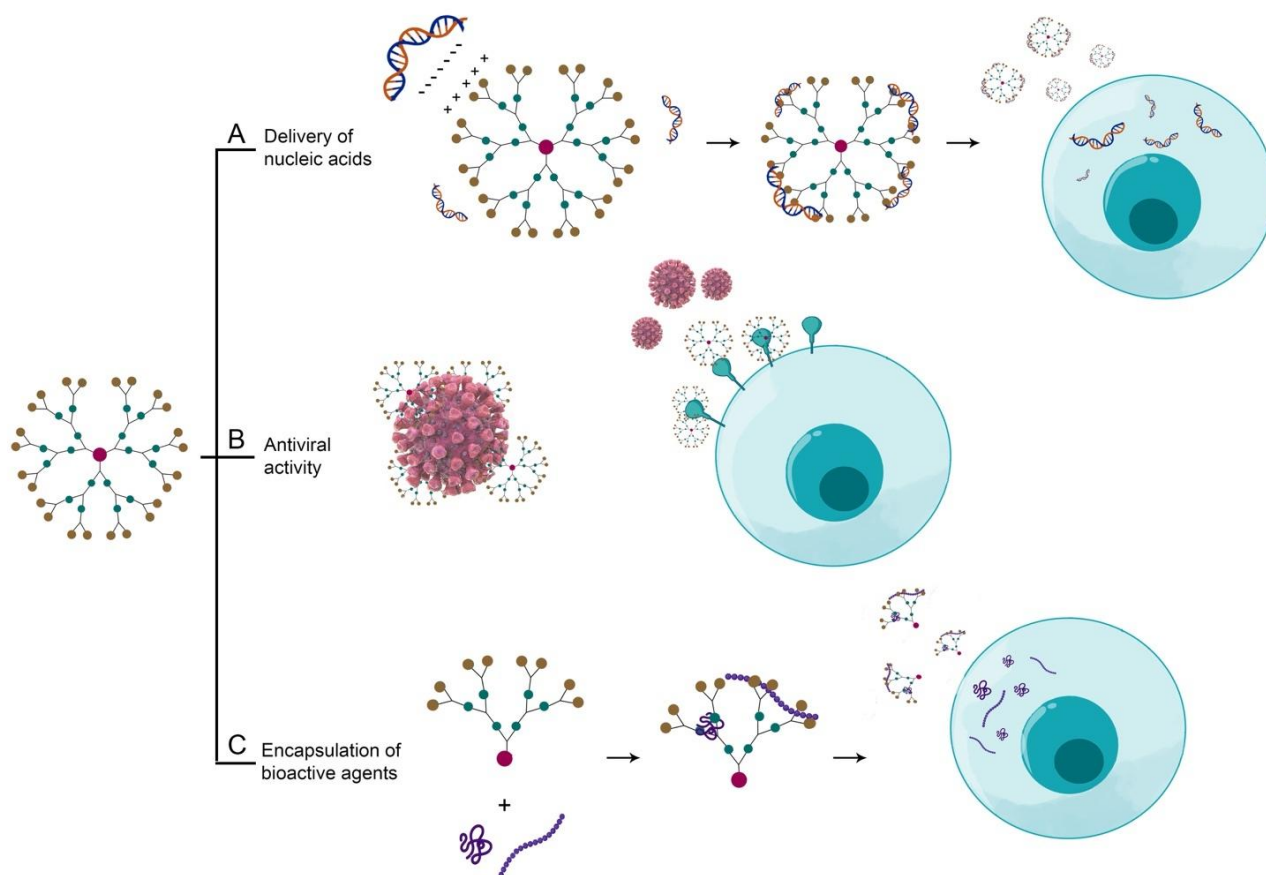 A
Delivery of
nucleic acids
- - - - - - -
+ + + + + +
B
Antiviral
activity
C
Encapsulation of
bioactive agents
+